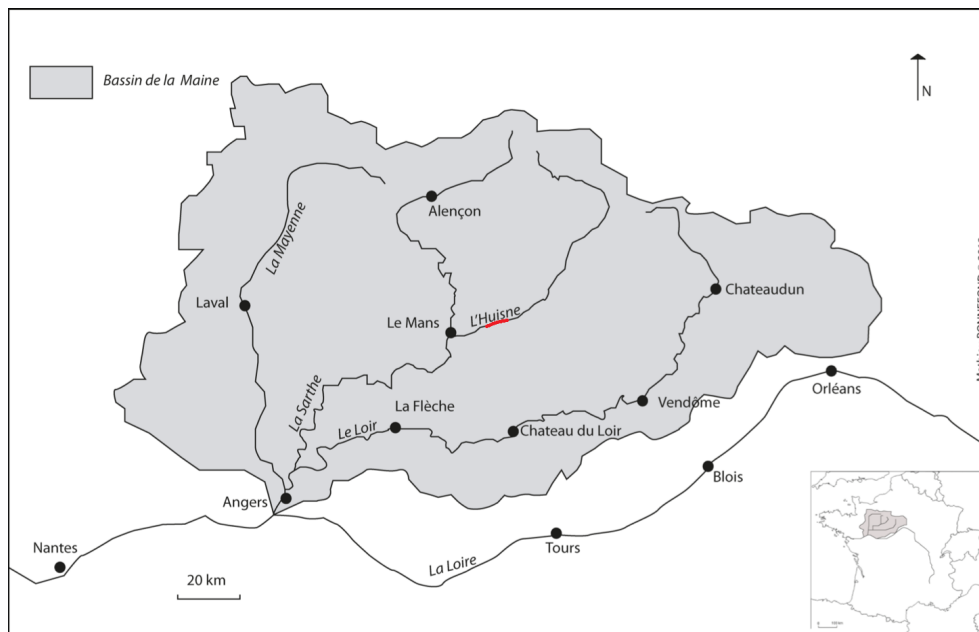 Bassin de la Maine
N
Alençon
La Mayenne
Laval
Chateaudun
L'Huisne
Le Mans
Orléans
La Sarthe
La Flèche
Vendôme
Le Loir
Chateau du Loir
Blois
Angers
Tours
Nantes
La Loire
20 km